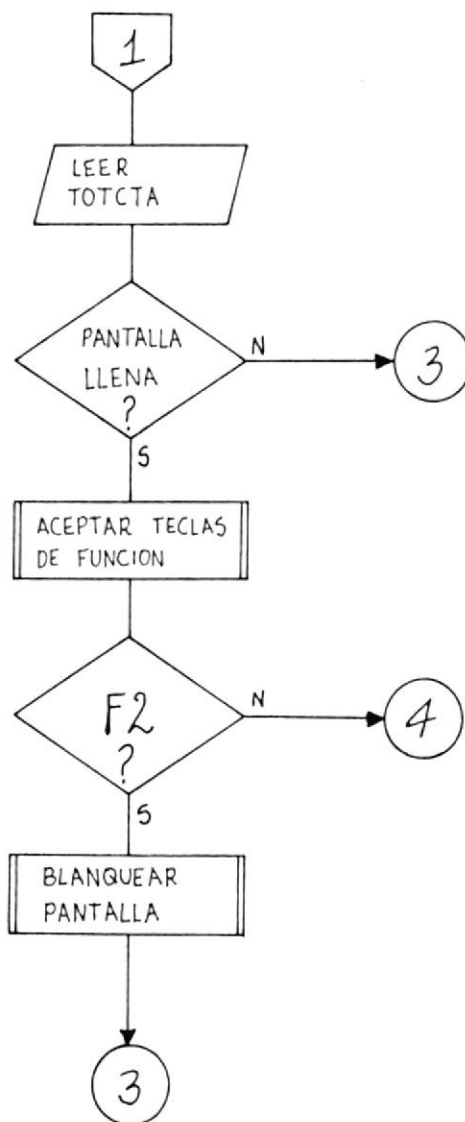 1
LEER
TOTCTA
PANTALLA
LLENA
?
N
3
S
ACEPTAR TECLAS
DE FUNCION
F2
?
N
4
S
BLANQUEAR
PANTALLA
3